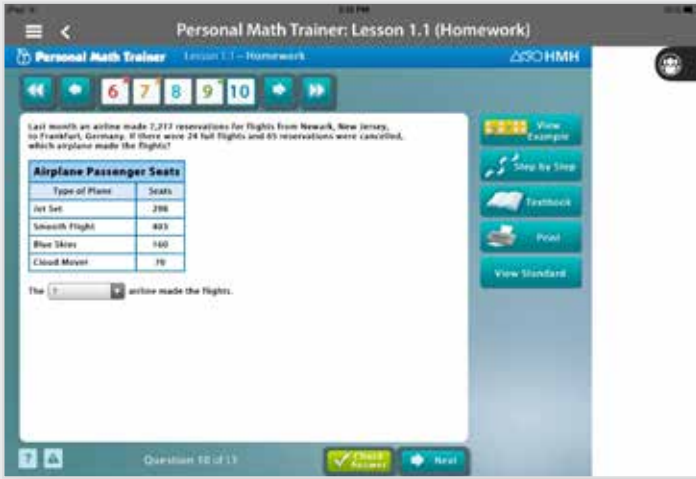 Personal Math Trainer: Lesson 1.1 (Homework)
Personal Math Trainer Lesson 1.1 – Homework HMH
6 7 8 9 10
Last month an airline made 7,217 reservations for flights from Newark, New Jersey,
to Frankfurt, Germany. If there were 24 full flights and 65 reservations were cancelled,
which airplane made the flights?
View
Example
Step by Step
Textbook
Print
View Standard
Airplane Passenger Seats
Type of Plane Seats
Jet Set 298
Smooth Flight 403
Blue Skies 160
Cloud Mover 70
The ? airline made the flights.
? Question 10 of 13
Check
Answer
Next